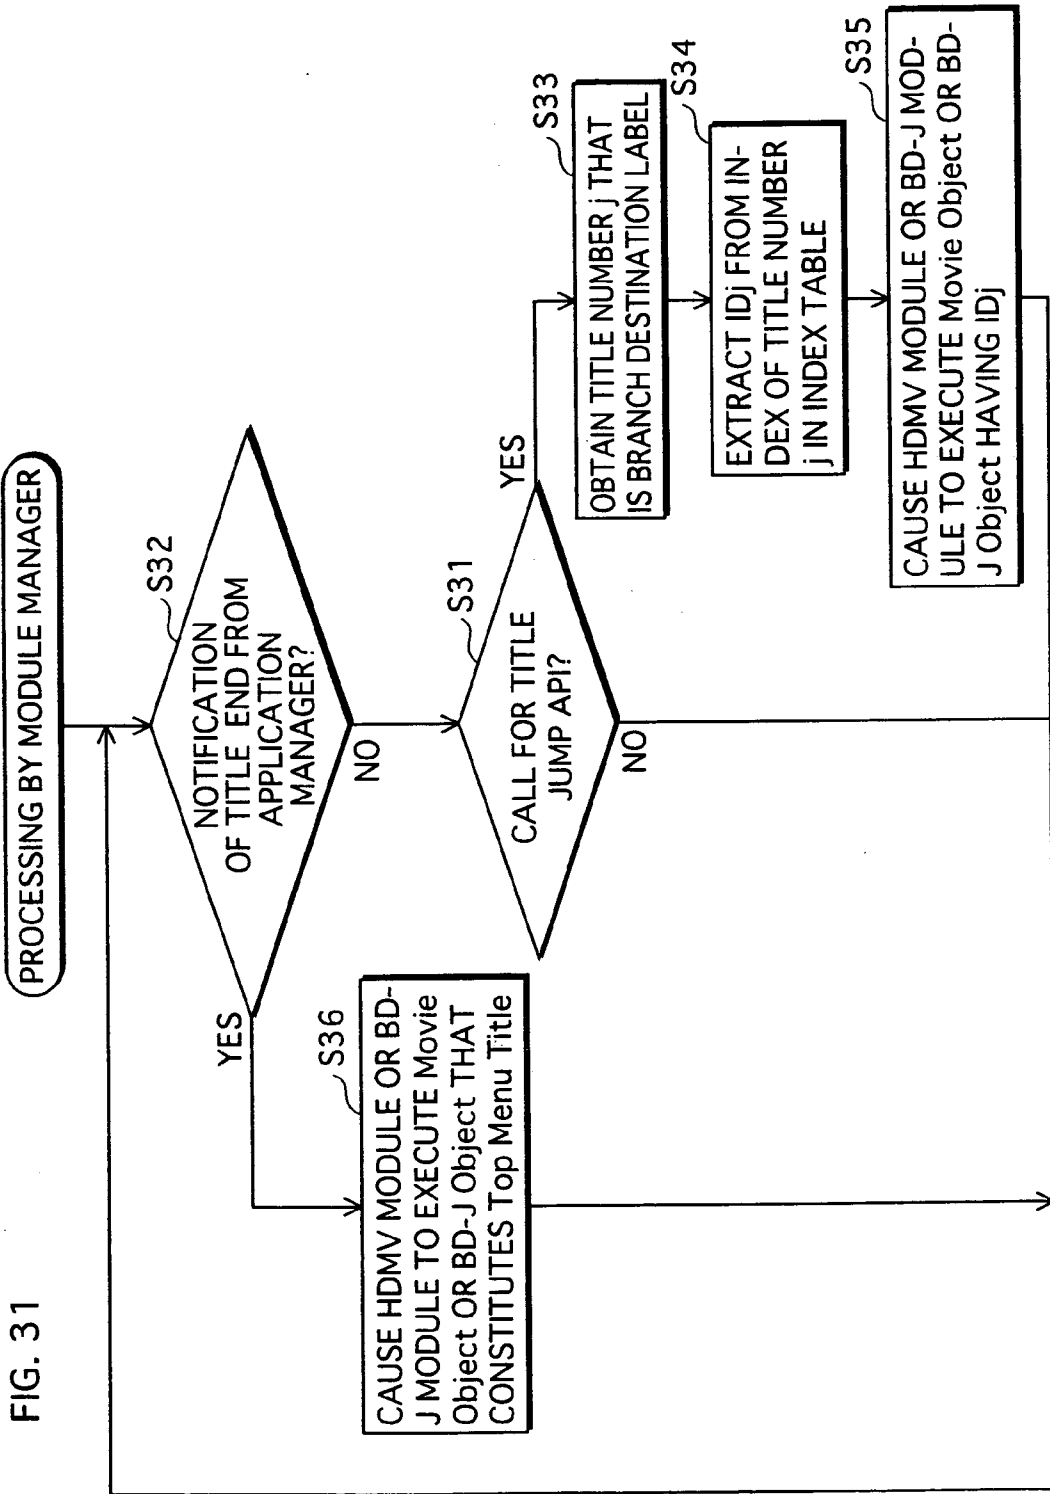 FIG. 31
PROCESSING BY MODULE MANAGER
S32
NOTIFICATION
OF TITLE END FROM
APPLICATION
MANAGER?
YES
NO
S36
CAUSE HDMV MODULE OR BD-
J MODULE TO EXECUTE Movie
Object OR BD-J Object THAT
CONSTITUTES Top Menu Title
S31
CALL FOR TITLE
JUMP API?
YES
NO
S33
OBTAIN TITLE NUMBER j THAT
IS BRANCH DESTINATION LABEL
S34
EXTRACT IDj FROM IN-
DEX OF TITLE NUMBER
j IN INDEX TABLE
S35
CAUSE HDMV MODULE OR BD-J MOD-
ULE TO EXECUTE Movie Object OR BD-
J Object HAVING IDj